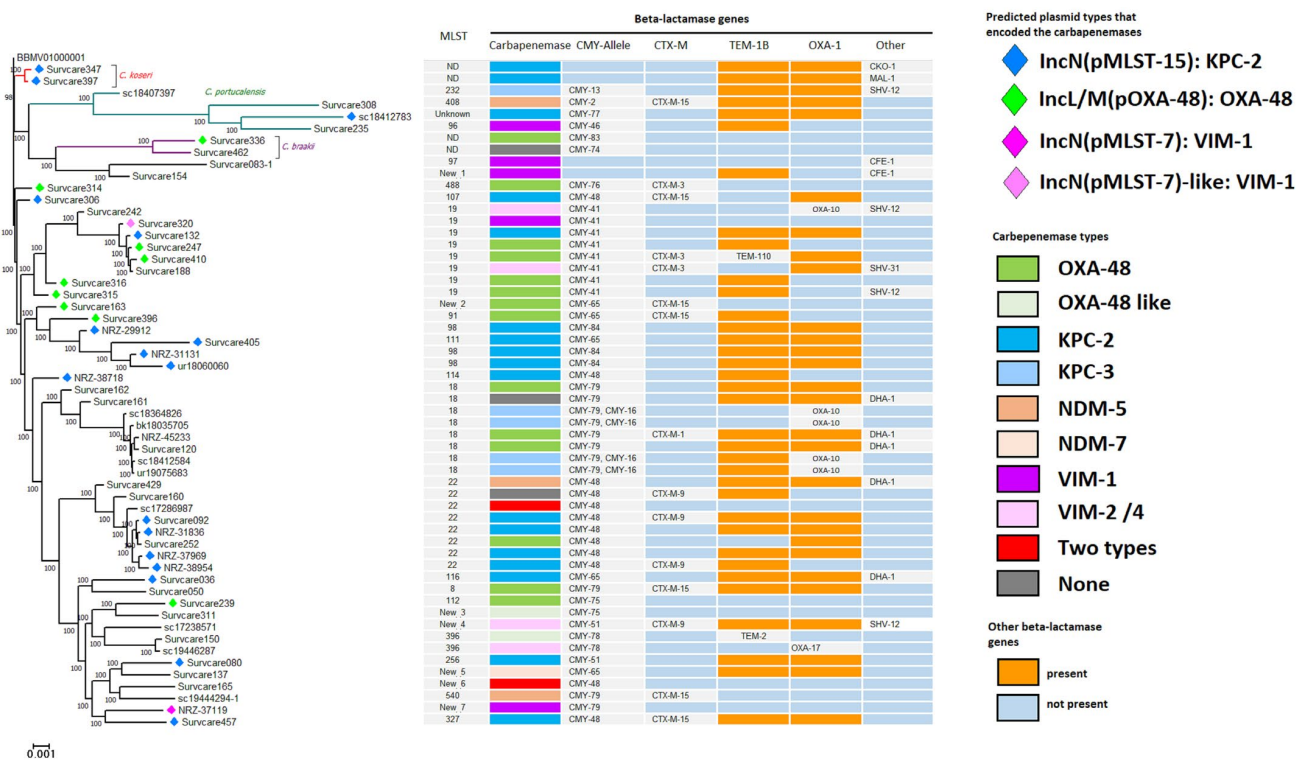 Beta-lactamase genes
MLST
Carbapenemase CMY-Allele CTX-M TEM-1B OXA-1 Other
BBMV01000001
Survcare347
Survcare397
C. koseri
sc18407397
C. portucalensis
Survcare308
sc18412783
Survcare235
Survcare336
Survcare462
C. braakii
Survcare083-1
Survcare154
Survcare314
Survcare306
Survcare242
Survcare320
Survcare132
Survcare247
Survcare410
Survcare188
Survcare316
Survcare315
Survcare163
Survcare396
NRZ-29912
Survcare405
NRZ-31131
ur18060060
NRZ-38718
Survcare162
Survcare161
sc18364826
bk18035705
NRZ-45233
Survcare120
sc18412584
ur19075683
Survcare429
Survcare160
sc17286987
Survcare092
NRZ-31836
Survcare252
NRZ-37969
NRZ-38954
Survcare036
Survcare050
Survcare239
Survcare311
sc17238571
Survcare150
sc19446287
Survcare080
Survcare137
Survcare165
sc19444294-1
NRZ-37119
Survcare457
98
100
0.001
ND CKO-1
ND MAL-1
232 CMY-13 SHV-12
408 CMY-2 CTX-M-15
Unknown CMY-77
96 CMY-46
ND CMY-83
ND CMY-74
97 CFE-1
New_1 CFE-1
488 CMY-76 CTX-M-3
107 CMY-48 CTX-M-15
19 CMY-41 OXA-10 SHV-12
19 CMY-41
19 CMY-41
19 CMY-41
19 CMY-41 CTX-M-3 TEM-110
19 CMY-41 CTX-M-3 SHV-31
19 CMY-41
19 CMY-41 SHV-12
New_2 CMY-65 CTX-M-15
91 CMY-65 CTX-M-15
98 CMY-84
111 CMY-65
98 CMY-84
98 CMY-84
114 CMY-48
18 CMY-79
18 CMY-79 DHA-1
18 CMY-79, CMY-16 OXA-10
18 CMY-79, CMY-16 OXA-10
18 CMY-79 CTX-M-1 DHA-1
18 CMY-79 DHA-1
18 CMY-79, CMY-16 OXA-10
18 CMY-79, CMY-16 OXA-10
22 CMY-48 DHA-1
22 CMY-48 CTX-M-9
22 CMY-48
22 CMY-48 CTX-M-9
22 CMY-48
22 CMY-48
22 CMY-48
22 CMY-48 CTX-M-9
116 CMY-65 DHA-1
8 CMY-79 CTX-M-15
112 CMY-75
New_3 CMY-75
New_4 CMY-51 CTX-M-9 SHV-12
396 CMY-78 TEM-2
396 CMY-78 OXA-17
256 CMY-51
New_5 CMY-65
New_6 CMY-48
540 CMY-79 CTX-M-15
New_7 CMY-79
327 CMY-48 CTX-M-15
Predicted plasmid types that
encoded the carbapenemases
IncN(pMLST-15): KPC-2
IncL/M(pOXA-48): OXA-48
IncN(pMLST-7): VIM-1
IncN(pMLST-7)-like: VIM-1
Carbepenemase types
OXA-48
OXA-48 like
KPC-2
KPC-3
NDM-5
NDM-7
VIM-1
VIM-2 /4
Two types
None
Other beta-lactamase
genes
present
not present